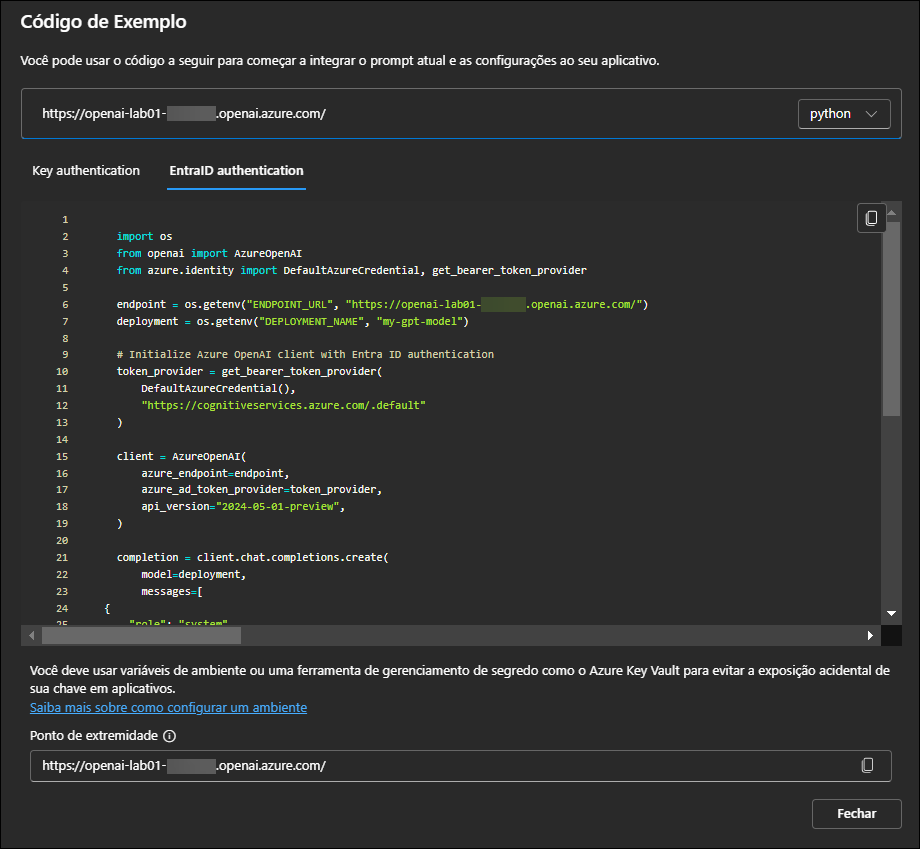 Código de Exemplo
Você pode usar o código a seguir para começar a integrar o prompt atual e as configurações ao seu aplicativo.
https://openai-lab01- .openai.azure.com/
python
Key authentication
EntraID authentication
1
2 import os
3 from openai import AzureOpenAI
4 from azure.identity import DefaultAzureCredential, get_bearer_token_provider
5
6 endpoint = os.getenv("ENDPOINT_URL", "https://openai-lab01- .openai.azure.com/")
7 deployment = os.getenv("DEPLOYMENT_NAME", "my-gpt-model")
8
9 # Initialize Azure OpenAI client with Entra ID authentication
10 token_provider = get_bearer_token_provider(
11 DefaultAzureCredential(),
12 "https://cognitiveservices.azure.com/.default"
13 )
14
15 client = AzureOpenAI(
16 azure_endpoint=endpoint,
17 azure_ad_token_provider=token_provider,
18 api_version="2024-05-01-preview",
19 )
20
21 completion = client.chat.completions.create(
22 model=deployment,
23 messages=[
24 {
25 "role": "system"
Você deve usar variáveis de ambiente ou uma ferramenta de gerenciamento de segredo como o Azure Key Vault para evitar a exposição acidental de
sua chave em aplicativos.
Saiba mais sobre como configurar um ambiente
Ponto de extremidade
https://openai-lab01- .openai.azure.com/
Fechar